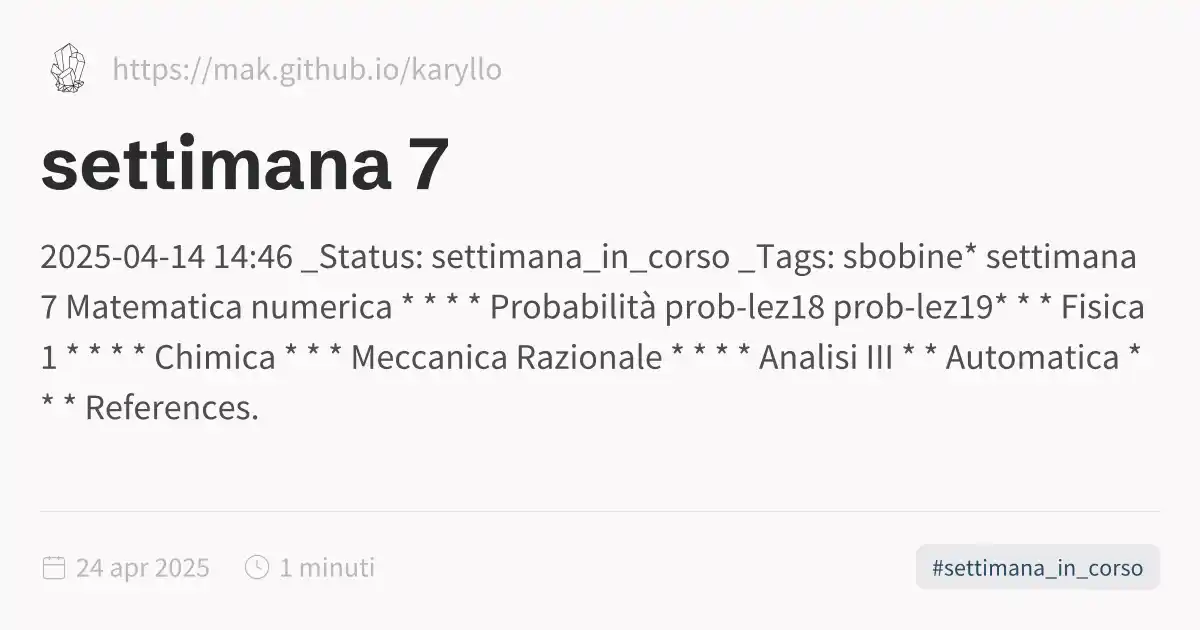 https://mak.github.io/karyllo
settimana 7
2025-04-14 14:46 _Status: settimana_in_corso _Tags: sbobine* settimana
7 Matematica numerica * * * * Probabilità prob-lez18 prob-lez19* * * Fisica
1 * * * * Chimica * * * Meccanica Razionale * * * * Analisi III * * Automatica *
* * References.
24 apr 2025 1 minuti #settimana_in_corso